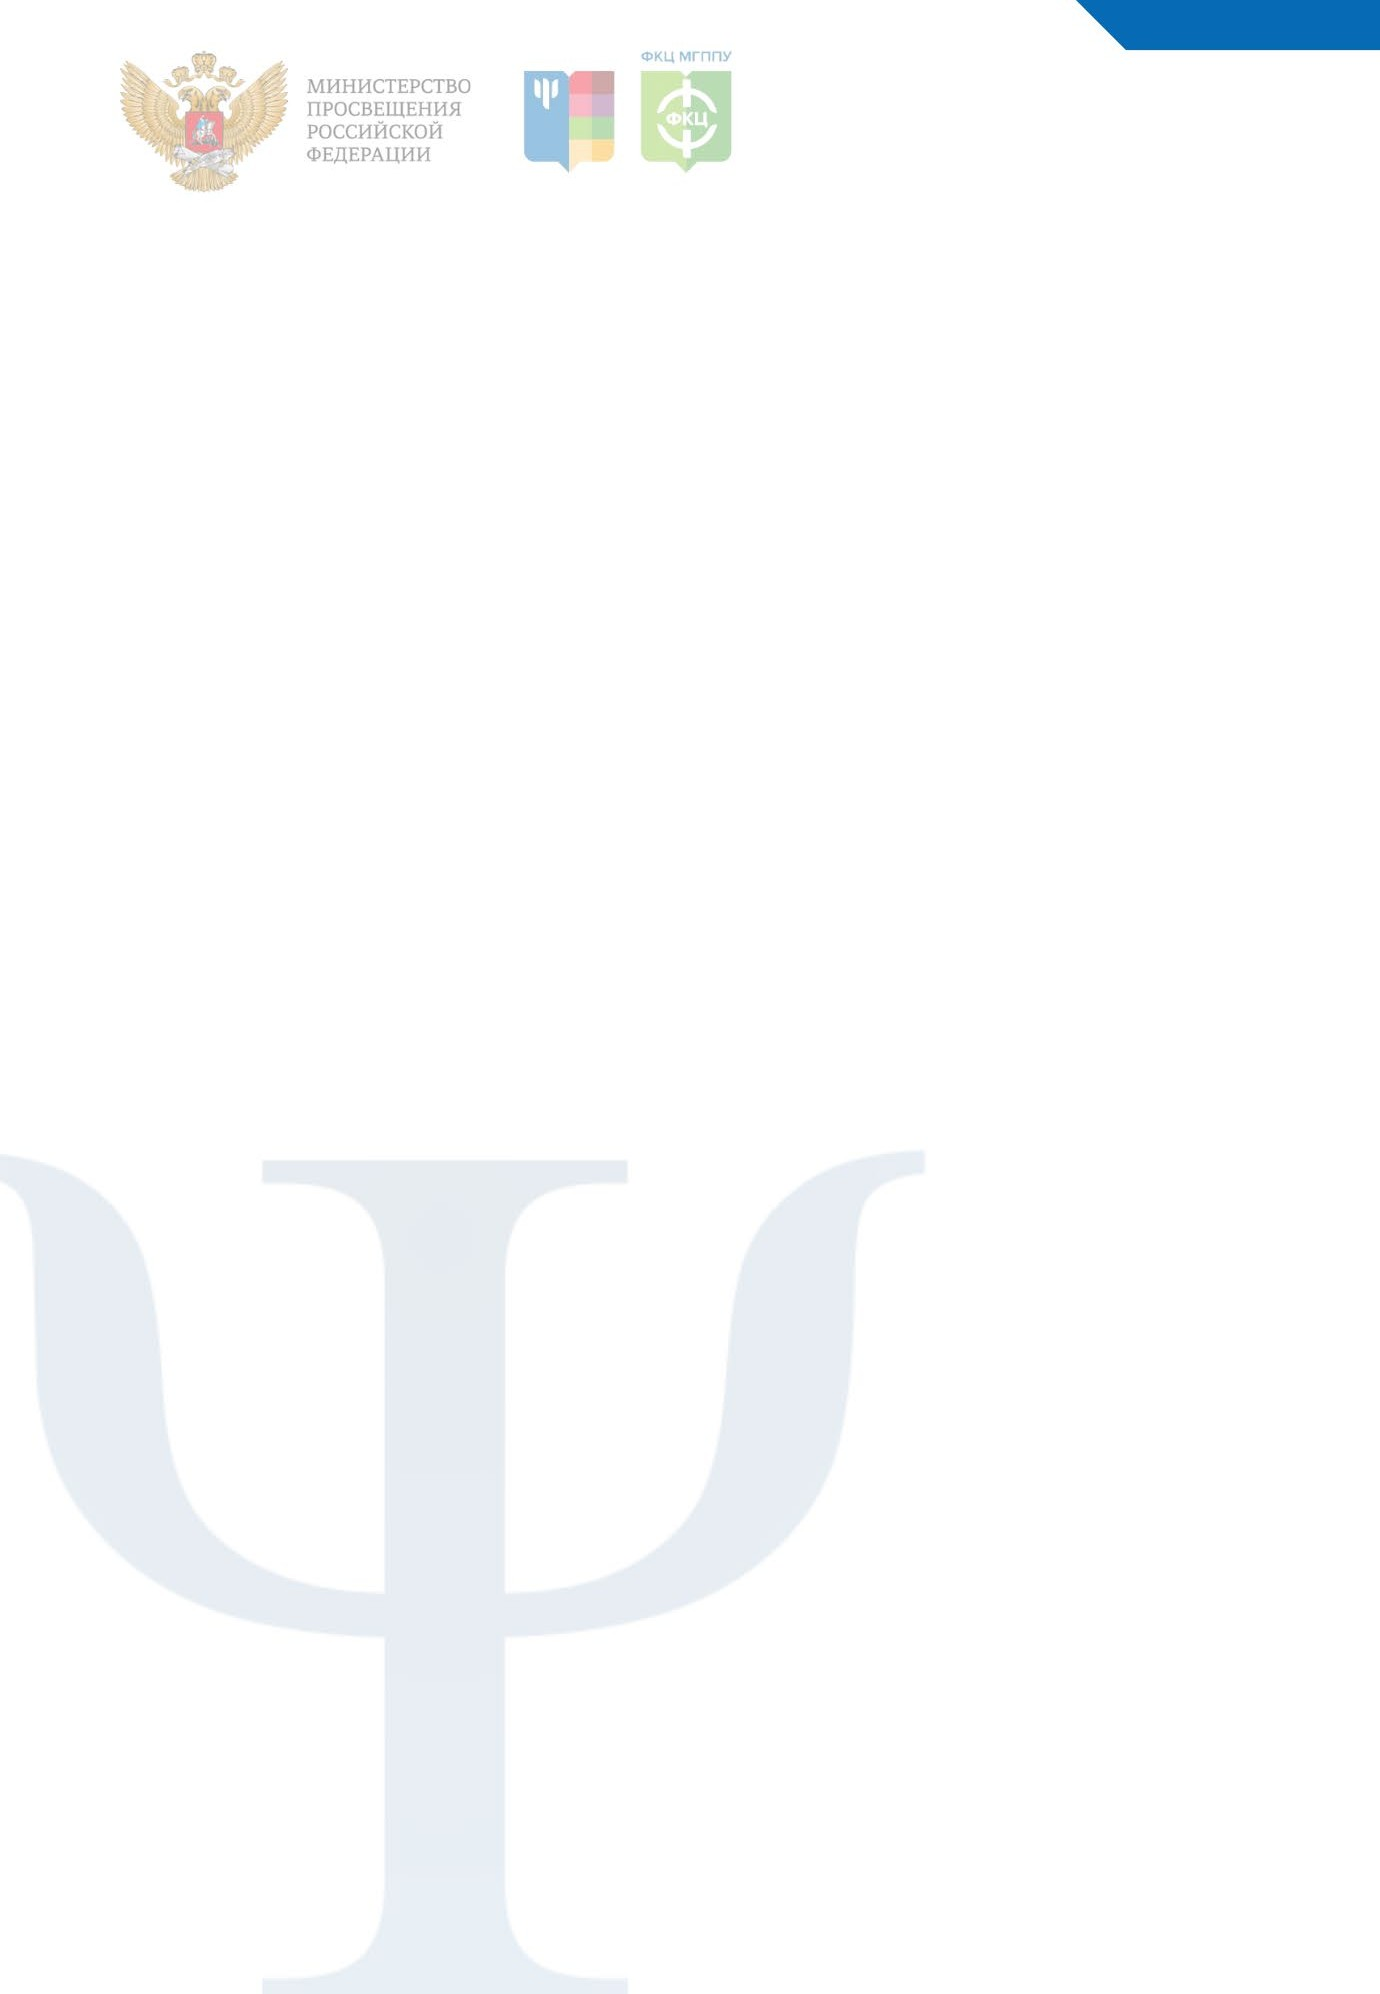 ФКЦ МГППУ
МИНИСТЕРСТВО
ПРОСВЕЩЕНИЯ
РОССИЙСКОЙ
ФЕДЕРАЦИИ
ФКЦ
Ψ